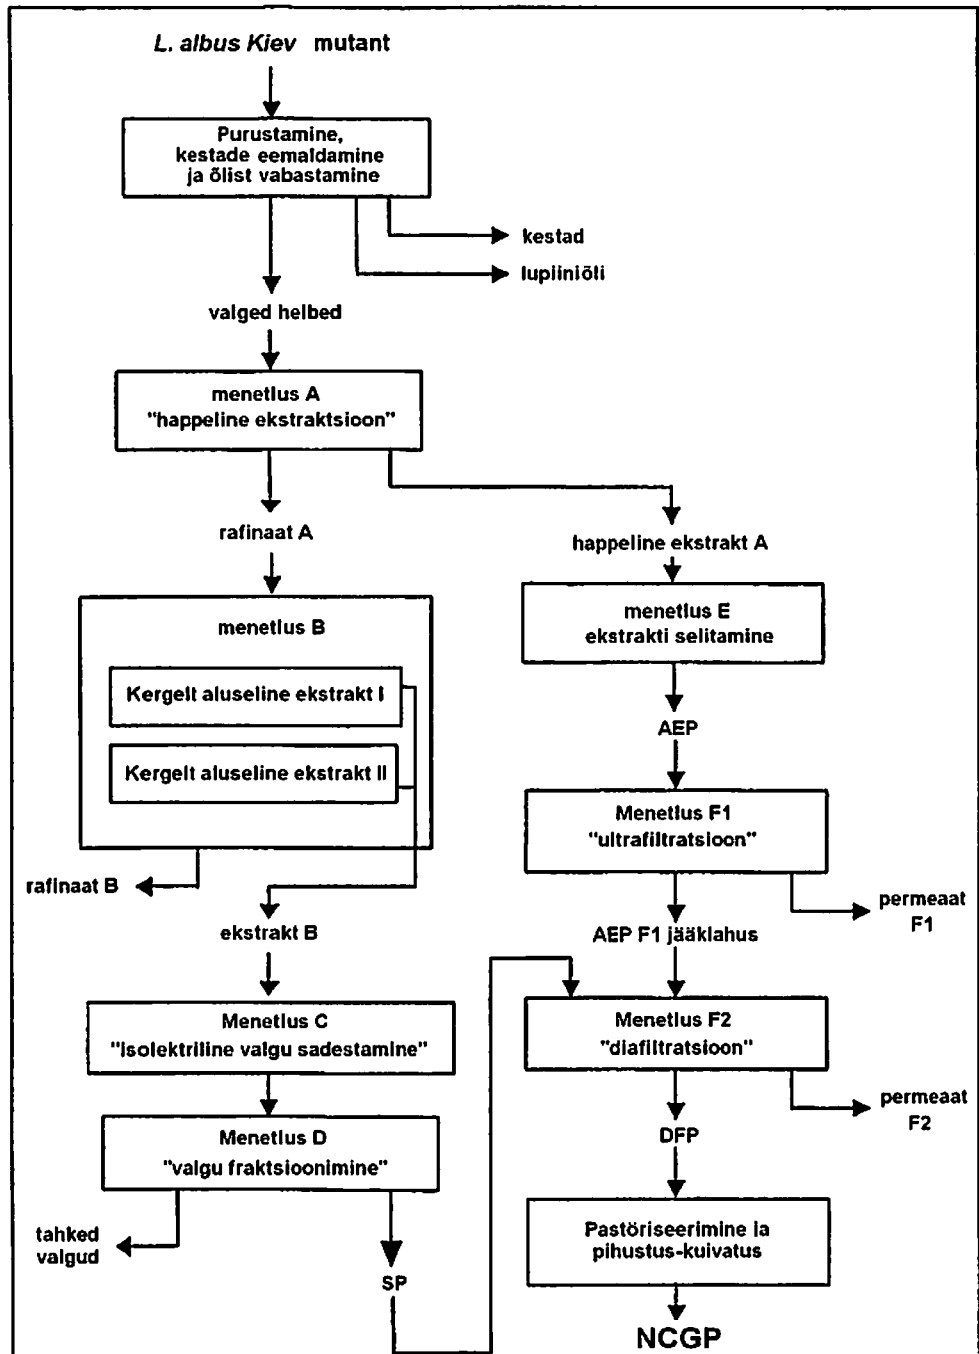 L. albus Kiev mutant
Purustamine,
kestade eemaldamine
ja õlist vabastamine
kestad
lupiiniõli
valged helbed
menetlus A
"happeline ekstraktsioon"
rafinaat A
happeline ekstrakt A
menetlus B
Kergelt aluseline ekstrakt I
Kergelt aluseline ekstrakt II
rafinaat B
ekstrakt B
Menetlus C
"isolektriline valgu sadestamine"
Menetlus D
"valgu fraktsioonimine"
tahked
valgud
SP
menetlus E
ekstrakti selitamine
AEP
Menetlus F1
"ultrafiltratsioon"
permeaat
F1
AEP F1 jääklahus
Menetlus F2
"diafiltratsioon"
permeaat
F2
DFP
Pastöriseerimine ja
pihustus-kuivatus
NCGP